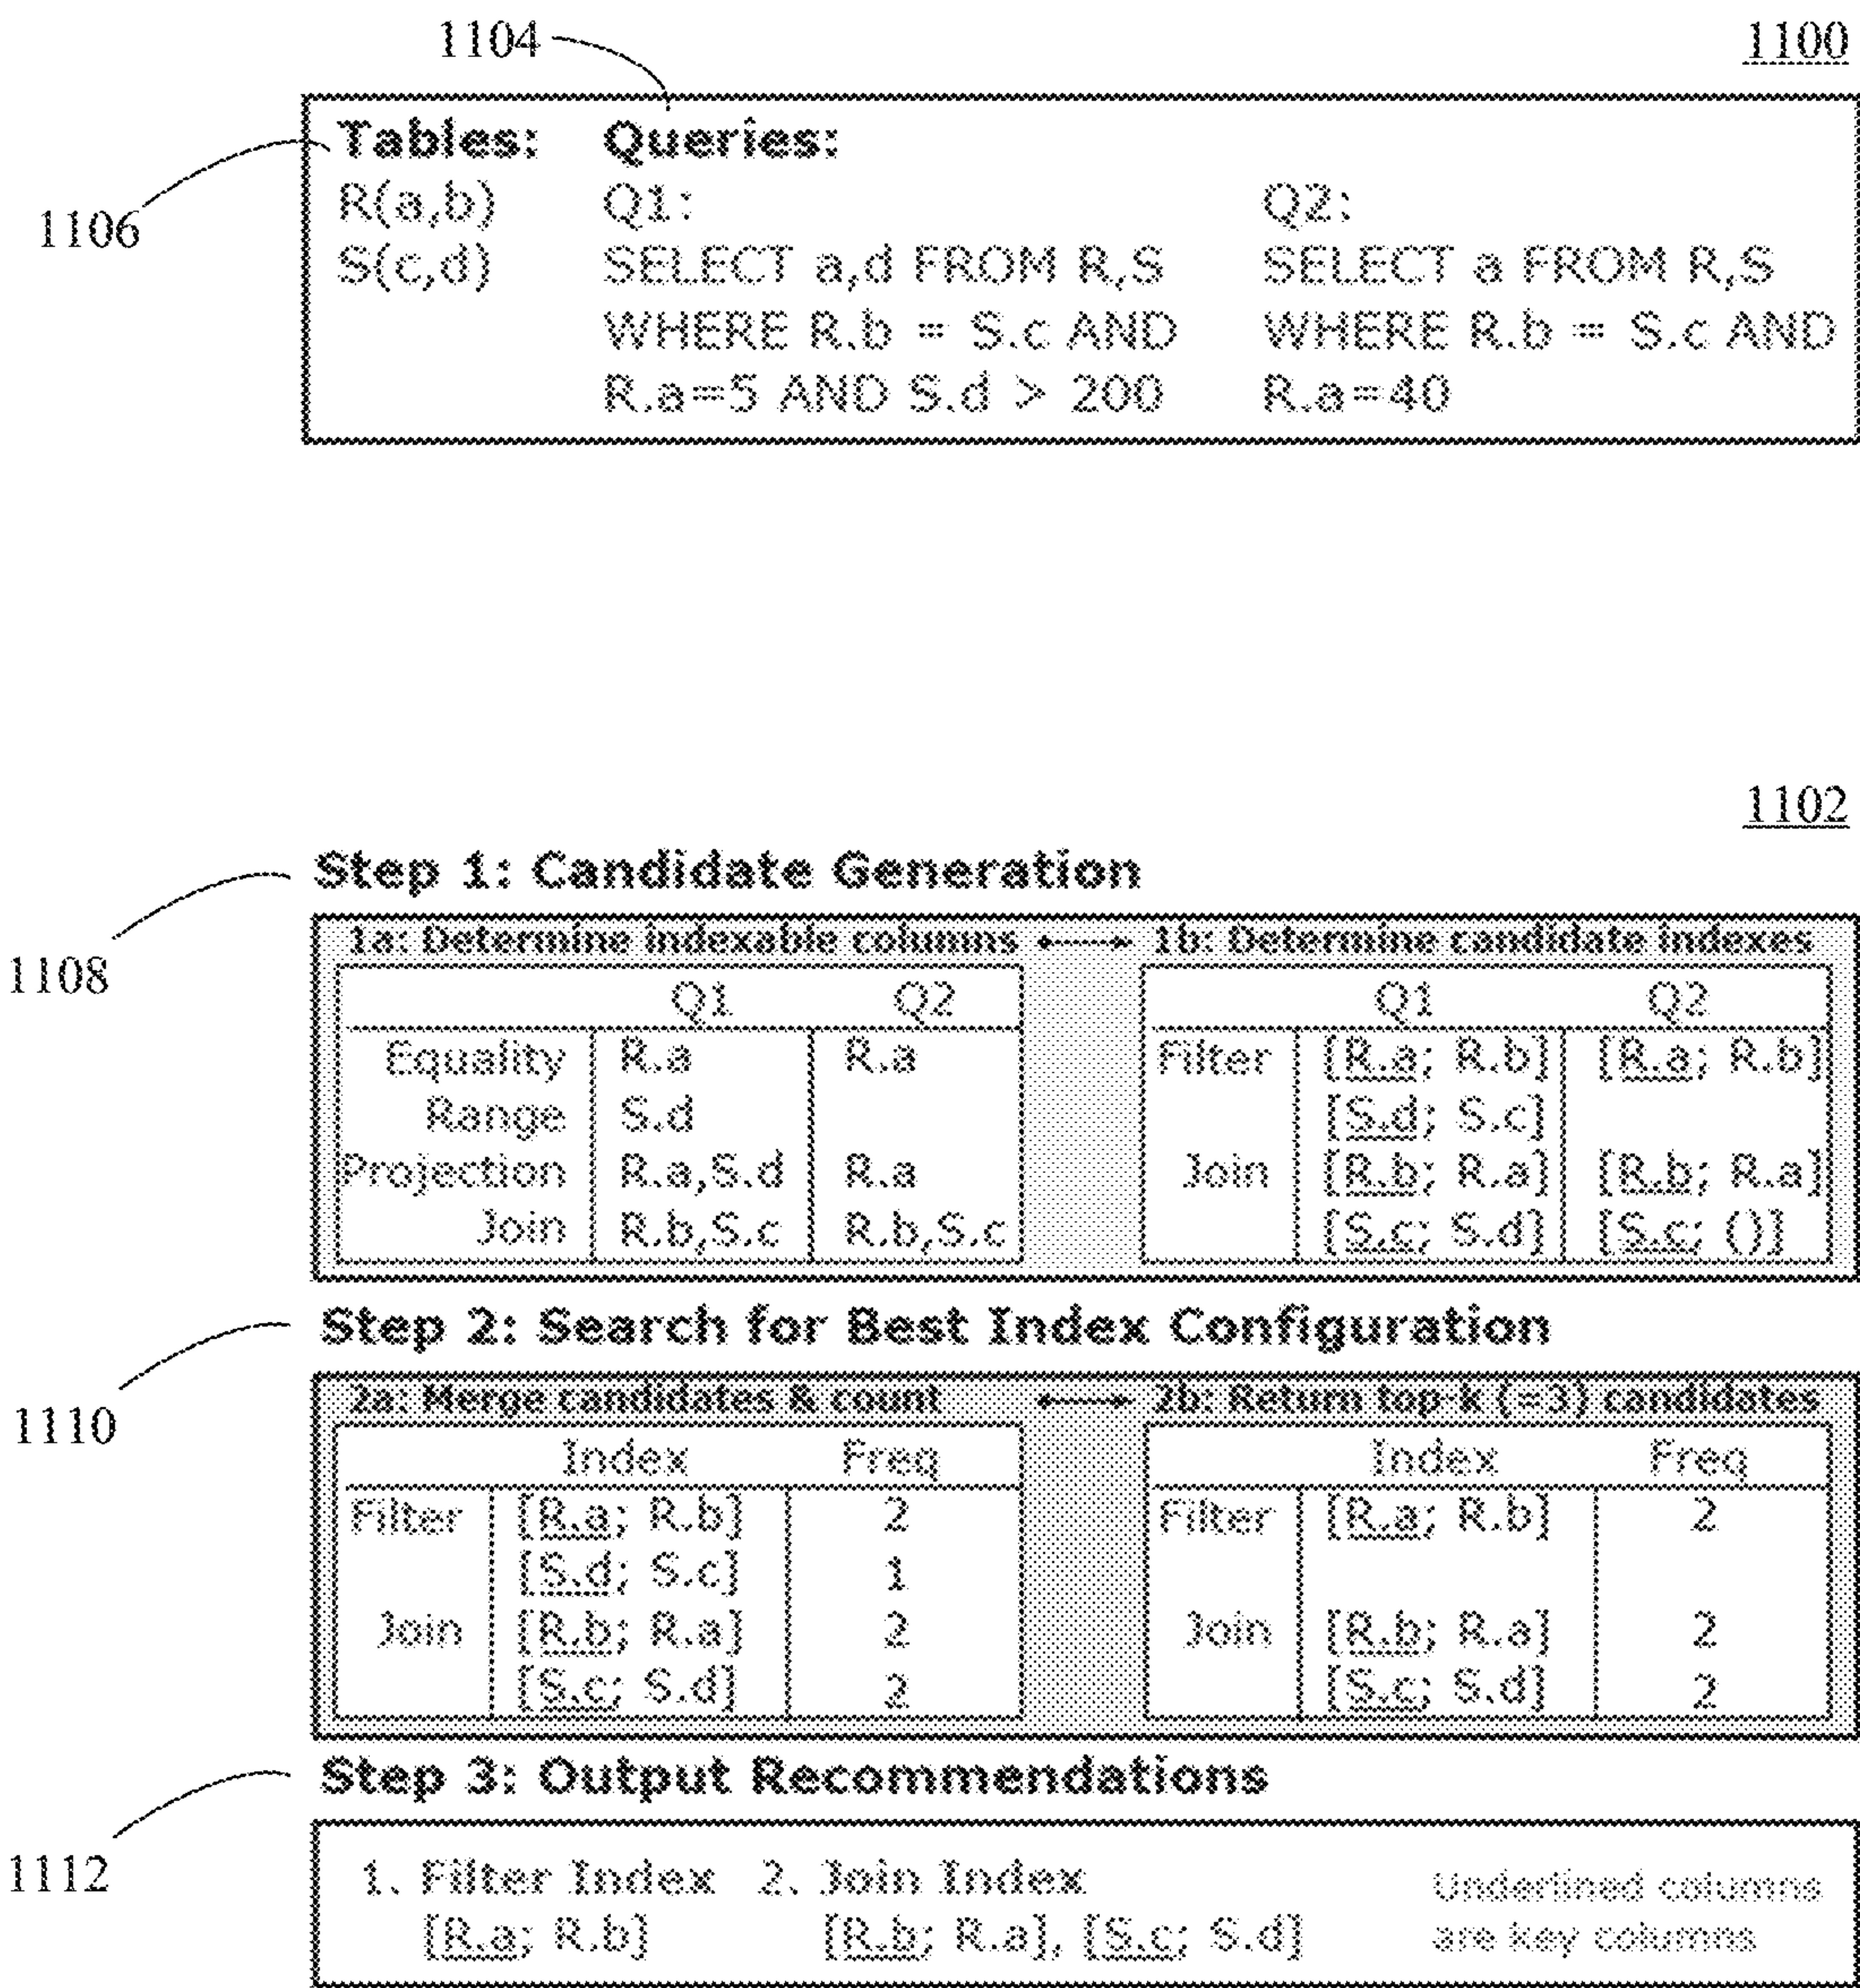 1104
1100
Tables: Queries:
1106
R(a,b) Q1: Q2:
S(c,d) SELECT a,d FROM R,S SELECT a FROM R,S
WHERE R.b = S.c AND WHERE R.b = S.c AND
R.a=5 AND S.d > 200 R.a=40
1102
1108
Step 1: Candidate Generation
1a: Determine indexable columns 1b: Determine candidate indexes
Q1 Q2 Q1 Q2
Equality R.a R.a Filter [R.a; R.b] [R.a; R.b]
Range S.d [S.d; S.c]
Projection R.a,S.d R.a Join [R.b; R.a] [R.b; R.a]
Join R.b,S.c R.b,S.c [S.c; S.d] [S.c; ()]
1110
Step 2: Search for Best Index Configuration
2a: Merge candidates & count 2b: Return top-k (=3) candidates
Index Freq Index Freq
Filter [R.a; R.b] 2 Filter [R.a; R.b] 2
[S.d; S.c] 1
Join [R.b; R.a] 2 Join [R.b; R.a] 2
[S.c; S.d] 2 [S.c; S.d] 2
1112
Step 3: Output Recommendations
1. Filter Index 2. Join Index Underlined columns
[R.a; R.b] [R.b; R.a], [S.c; S.d] are key columns